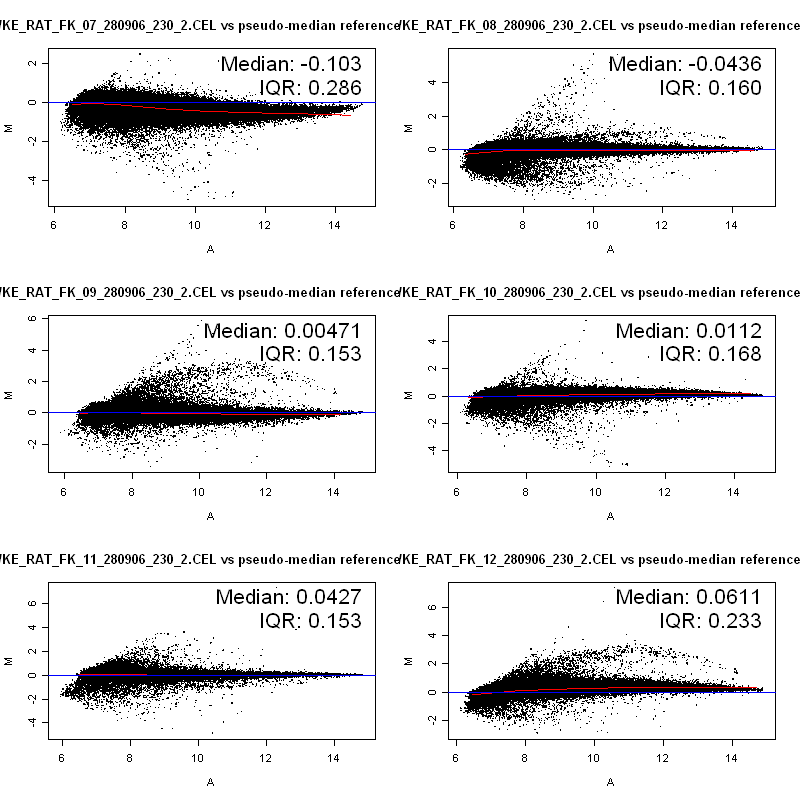 /KE_RAT_FK_07_280906_230_2.CEL vs pseudo-median reference
Median: -0.103
IQR: 0.286
M
2
0
-2
-4
6 8 10 12 14
A
/KE_RAT_FK_08_280906_230_2.CEL vs pseudo-median reference
Median: -0.0436
IQR: 0.160
M
4
2
0
-2
6 8 10 12 14
A
/KE_RAT_FK_09_280906_230_2.CEL vs pseudo-median reference
Median: 0.00471
IQR: 0.153
M
6
4
2
0
-2
6 8 10 12 14
A
/KE_RAT_FK_10_280906_230_2.CEL vs pseudo-median reference
Median: 0.0112
IQR: 0.168
M
4
2
0
-2
-4
6 8 10 12 14
A
/KE_RAT_FK_11_280906_230_2.CEL vs pseudo-median reference
Median: 0.0427
IQR: 0.153
M
6
4
2
0
-2
-4
6 8 10 12 14
A
/KE_RAT_FK_12_280906_230_2.CEL vs pseudo-median reference
Median: 0.0611
IQR: 0.233
M
6
4
2
0
-2
6 8 10 12 14
A